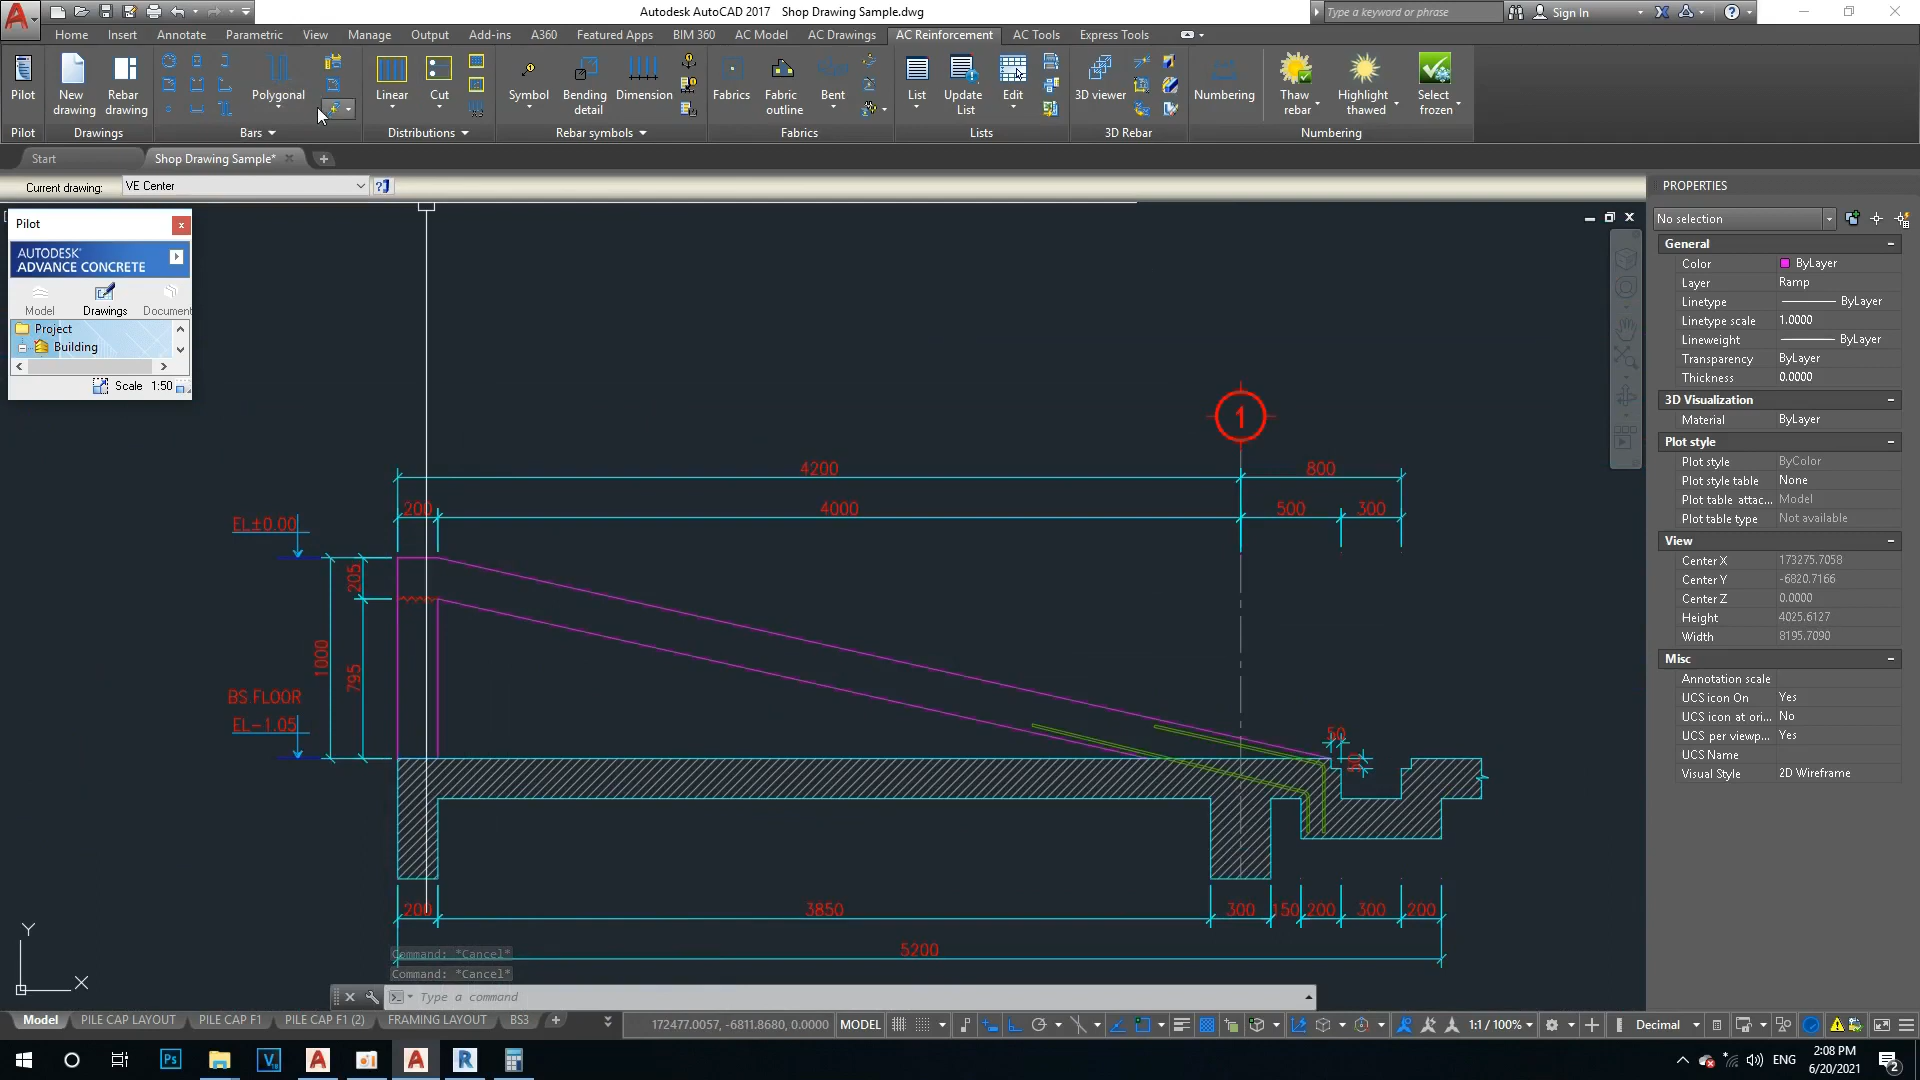 Autodesk AutoCAD 2017 Shop Drawing Sample.dwg
Type a keyword or phrase
Sign In
Home Insert Annotate Parametric View Manage Output Add-ins A360 Featured Apps BIM 360 AC Model AC Drawings AC Reinforcement AC Tools Express Tools
Pilot
New drawing
Rebar drawing
Polygonal
Linear
Cut
Symbol
Bending detail
Dimension
Fabrics
Fabric outline
Bent
List
Update List
Edit
3D viewer
Numbering
Thaw rebar
Highlight thawed
Select frozen
Pilot Drawings Bars Distributions Rebar symbols Fabrics Lists 3D Rebar Numbering
Start
Shop Drawing Sample*
Current drawing: VE Center
Pilot
AUTODESK®
ADVANCE CONCRETE
Model Drawings Document
Project
Building
Scale 1:50
1
4200 800
200 4000 500 300
EL±0.00
205
1000
795
BS FLOOR
EL-1.05
50
200 3850 300 150 200 300 200
5200
Y
X
Command: *Cancel*
Command: *Cancel*
Type a command
PROPERTIES
No selection
General
Color ByLayer
Layer Ramp
Linetype ByLayer
Linetype scale 1.0000
Lineweight ByLayer
Transparency ByLayer
Thickness 0.0000
3D Visualization
Material ByLayer
Plot style
Plot style ByColor
Plot style table None
Plot table attac... Model
Plot table type Not available
View
Center X 173275.7058
Center Y -6820.7166
Center Z 0.0000
Height 4025.6127
Width 8195.7090
Misc
Annotation scale
UCS icon On Yes
UCS icon at ori... No
UCS per viewp... Yes
UCS Name
Visual Style 2D Wireframe
Model PILE CAP LAYOUT PILE CAP F1 PILE CAP F1 (2) FRAMING LAYOUT BS3
172477.0057, -6811.8680, 0.0000 MODEL 1:1 / 100% Decimal
Ps
A
A
R
ENG
2:08 PM
6/20/2021
2